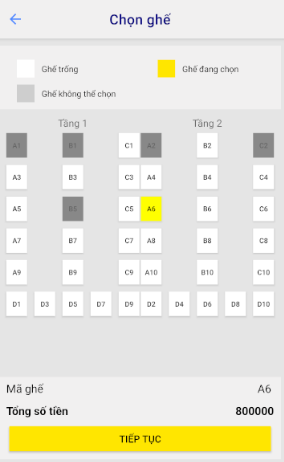 Chọn ghế
Ghế trống Ghế đang chọn
Ghế không thể chọn
Tầng 1 Tầng 2
A1 B1 C1 A2 B2 C2
A3 B3 C3 A4 B4 C4
A5 B5 C5 A6 B6 C6
A7 B7 C7 A8 B8 C8
A9 B9 C9 A10 B10 C10
D1 D3 D5 D7 D9 D2 D4 D6 D8 D10
Mã ghế A6
Tổng số tiền 800000
TIẾP TỤC